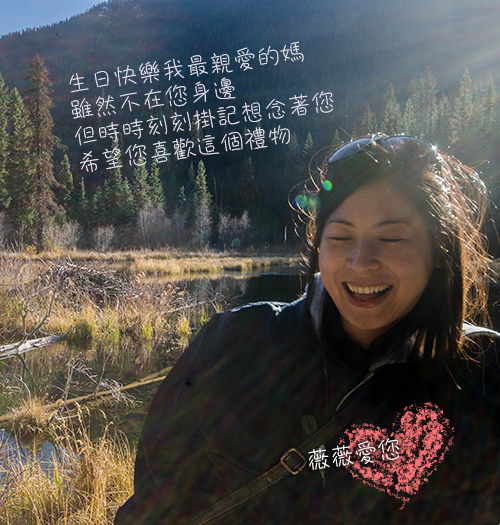 生日快樂我最親愛的媽
雖然不在您身邊
但時時刻刻掛記想念著您
希望您喜歡這個禮物
薇薇愛您